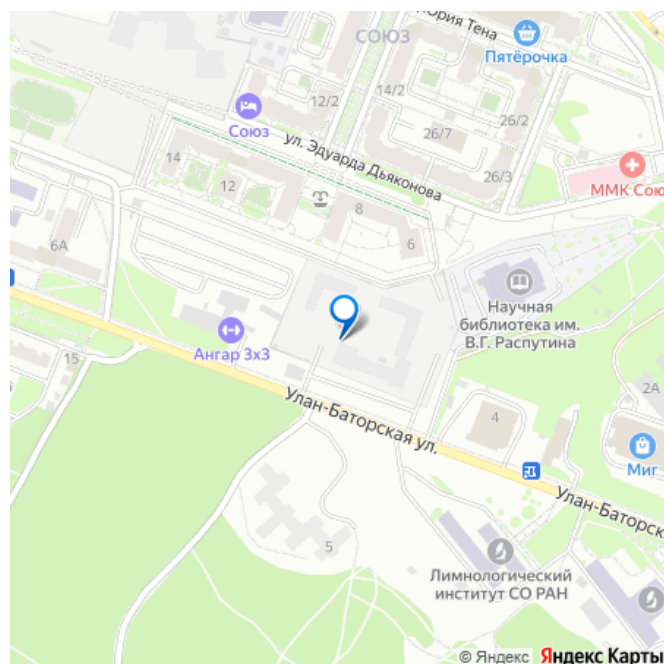 Юрия Тена
СОЮЗ
Пятёрочка
12/2
14/2
26/2
26/7
Союз
ул. Эдуарда Дьяконова
26/3
14
12
ММК Сою
8
6
6А
Научная
библиотека им.
В.Г. Распутина
Ангар 3х3
15
2А
Улан-Баторская ул.
4
Миг
Улан-Баторск
5
Лимнологический
институт СО РАН
© Яндекс Яндекс Карты